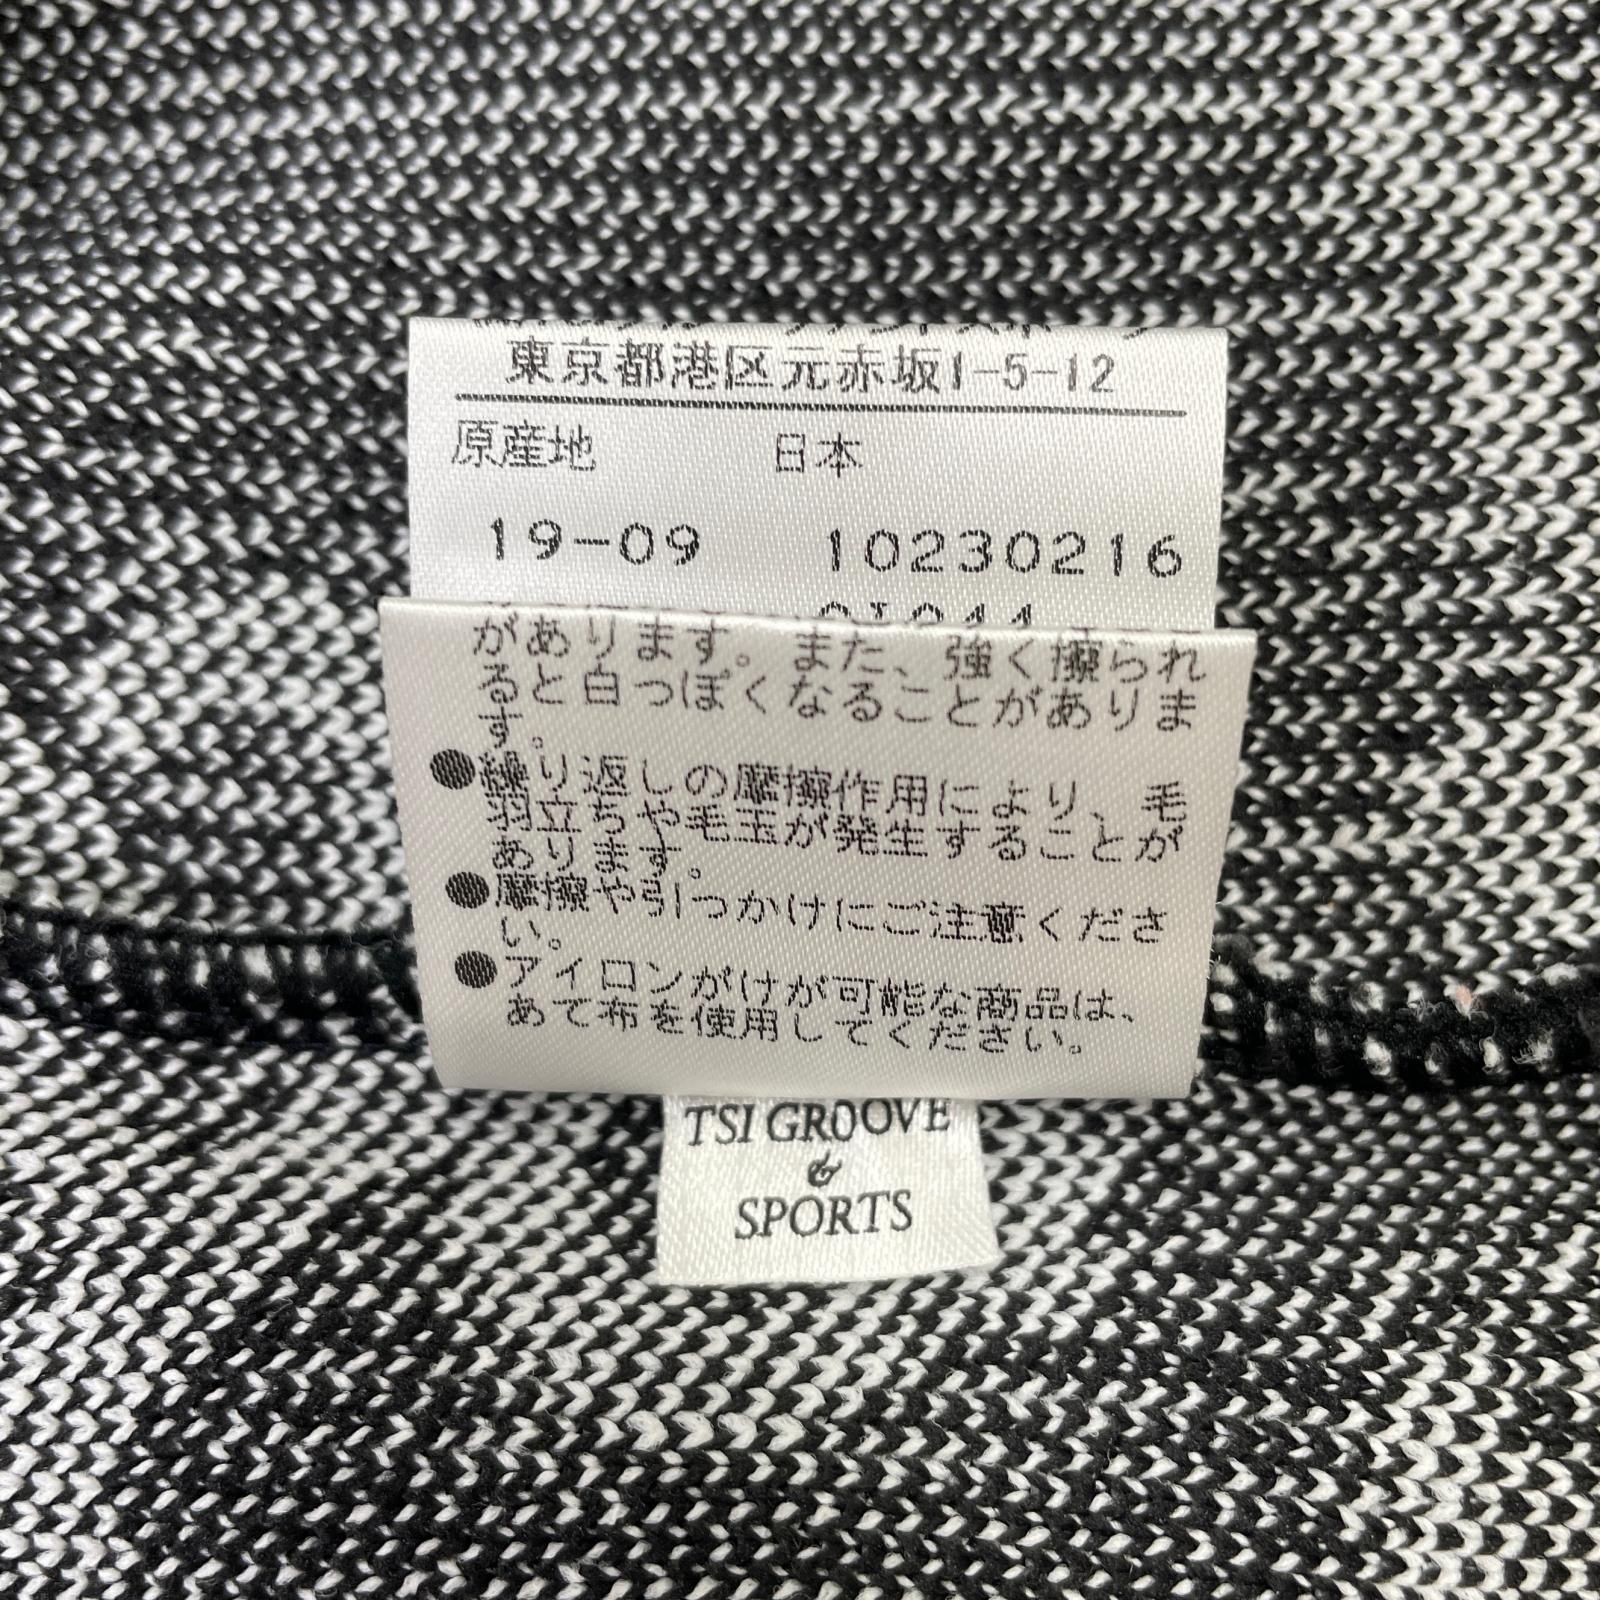 東京都港区元赤坂1-5-12
原産地 日本
19-09 10230216
があります。また、強く擦られ
ると白っぽくなることがありま
す。
●繰り返しの摩擦作用により、毛
羽立ちや毛玉が発生することが
あります。
●摩擦や引っかけにご注意くださ
い。
●アイロンがけが可能な商品は、
あて布を使用してください。
TSI GROOVE
&
SPORTS